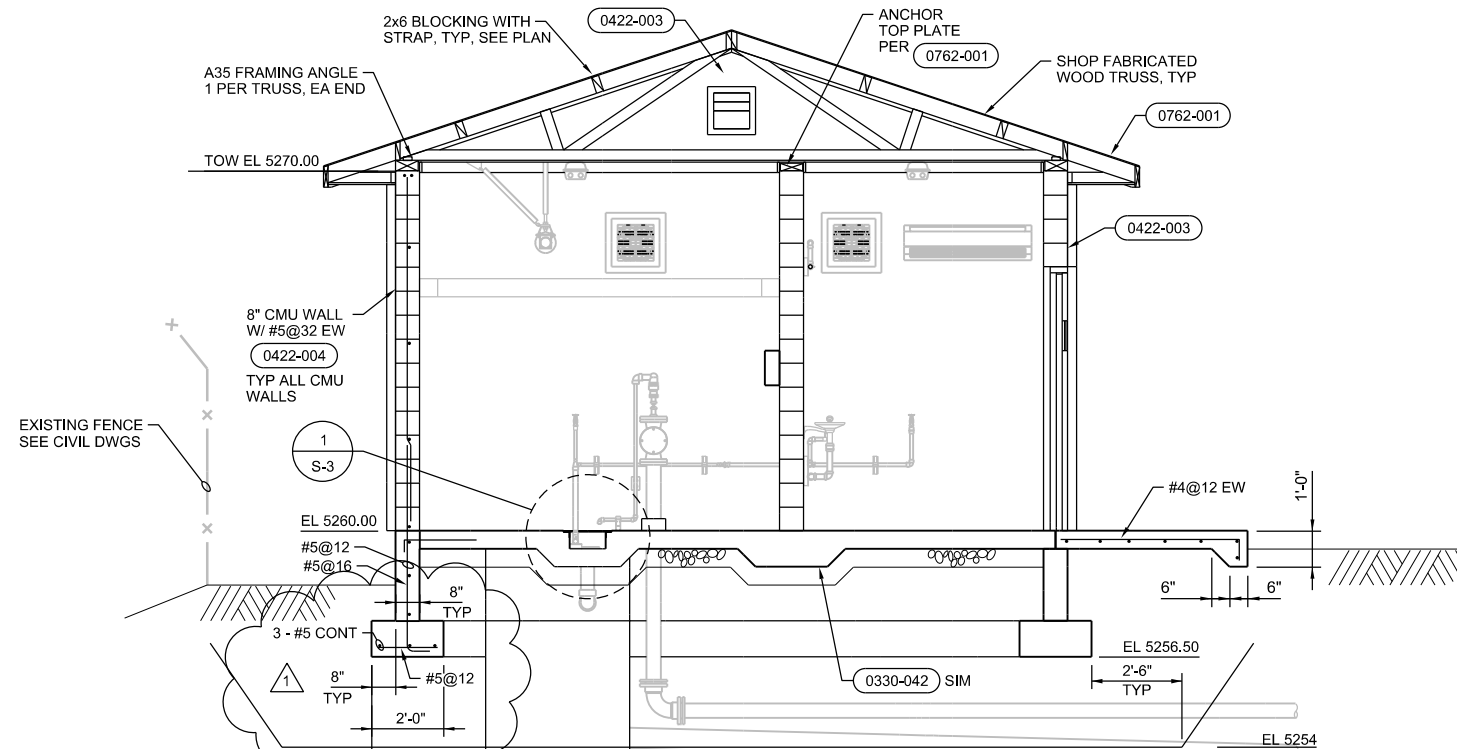 2x6 BLOCKING WITH
STRAP, TYP, SEE PLAN
0422-003
ANCHOR
TOP PLATE
PER 0762-001
A35 FRAMING ANGLE
1 PER TRUSS, EA END
SHOP FABRICATED
WOOD TRUSS, TYP
0762-001
TOW EL 5270.00
0422-003
8" CMU WALL
W/ #5@32 EW
0422-004
TYP ALL CMU
WALLS
EXISTING FENCE
SEE CIVIL DWGS
1
S-3
#4@12 EW
1'-0"
EL 5260.00
#5@12
#5@16
8"
TYP
6"
6"
3 - #5 CONT
#5@12
1
8"
TYP
2'-0"
0330-042 SIM
EL 5256.50
2'-6"
TYP
EL 5254